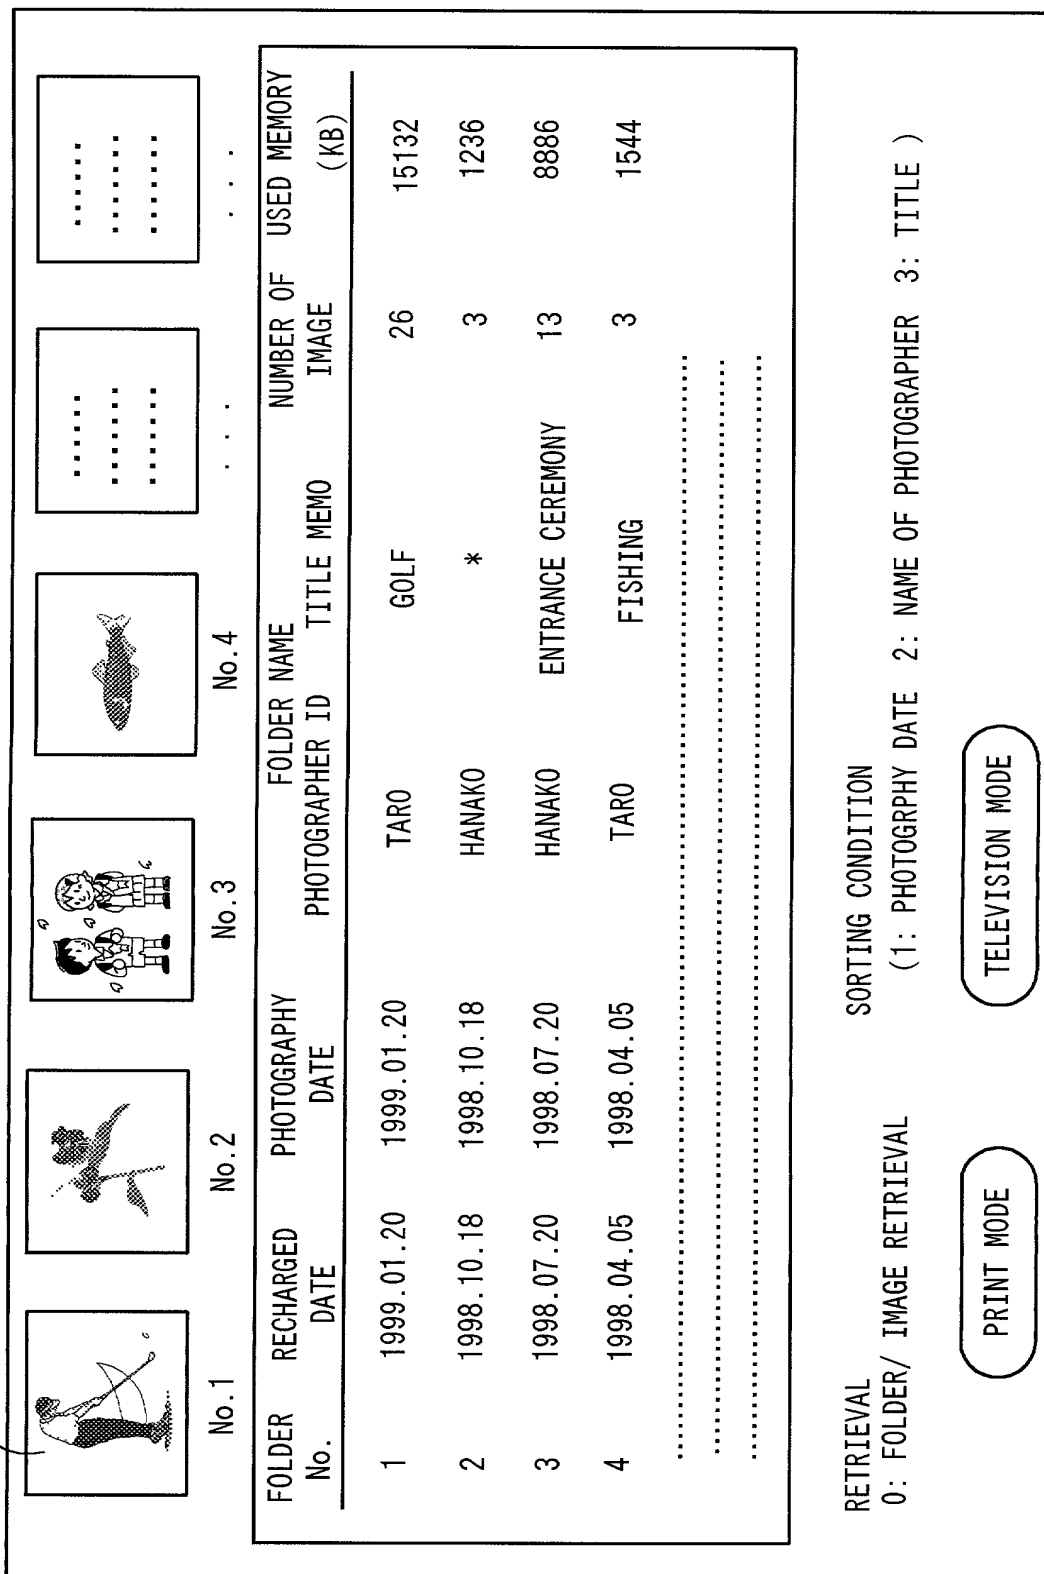 No.1 No.2 No.3 No.4
FOLDER RECHARGED PHOTOGRAPHY FOLDER NAME NUMBER OF USED MEMORY
No. DATE DATE PHOTOGRAPHER ID TITLE MEMO IMAGE (KB)
1 1999.01.20 1999.01.20 TARO GOLF 26 15132
2 1998.10.18 1998.10.18 HANAKO * 3 1236
3 1998.07.20 1998.07.20 HANAKO ENTRANCE CEREMONY 13 8886
4 1998.04.05 1998.04.05 TARO FISHING 3 1544
RETRIEVAL SORTING CONDITION
0: FOLDER/ IMAGE RETRIEVAL (1: PHOTOGRPHY DATE 2: NAME OF PHOTOGRAPHER 3: TITLE )
PRINT MODE TELEVISION MODE